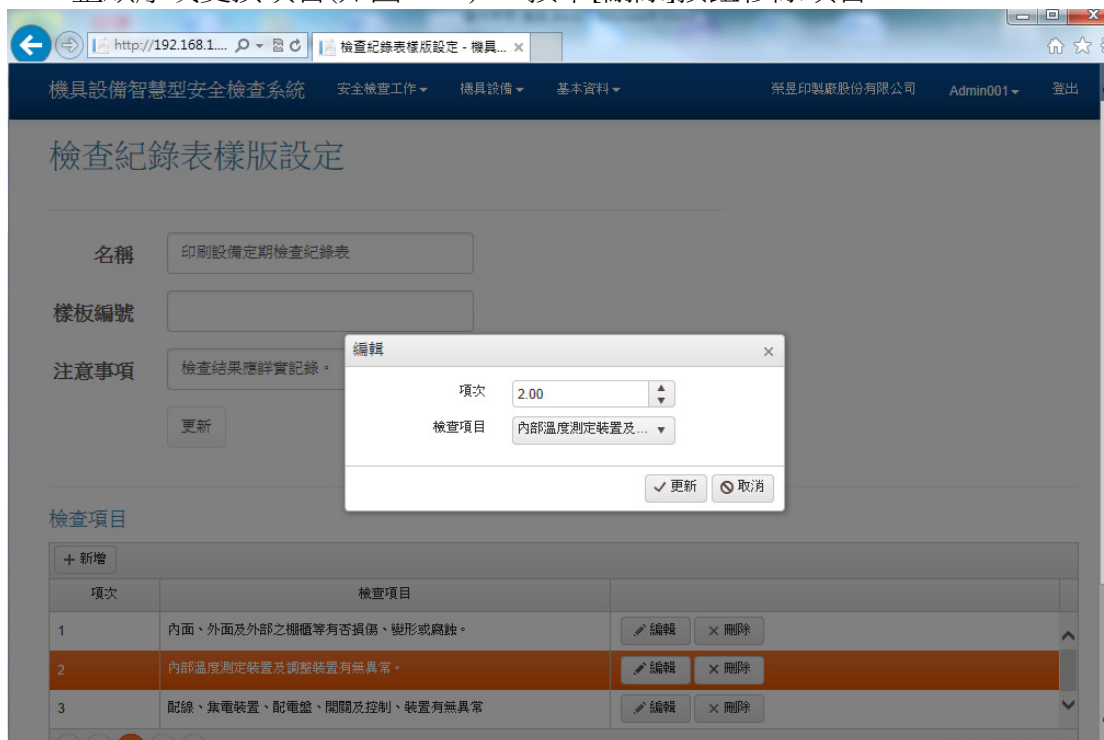 http://192.168.1....
檢查紀錄表樣版設定 - 機具...
機具設備智慧型安全檢查系統 安全檢查工作 機具設備 基本資料 榮昱印製廠股份有限公司 Admin001 登出
檢查紀錄表樣版設定
名稱 印刷設備定期檢查紀錄表
樣板編號
注意事項 檢查結果應詳實記錄。
更新
編輯
項次 2.00
檢查項目 內部溫度測定裝置及...
更新 取消
檢查項目
新增
項次 檢查項目
1 內面、外面及外部之棚櫃等有否損傷、變形或腐蝕。 編輯 刪除
2 內部溫度測定裝置及調整裝置有無異常。 編輯 刪除
3 配線、集電裝置、配電盤、開關及控制、裝置有無異常 編輯 刪除